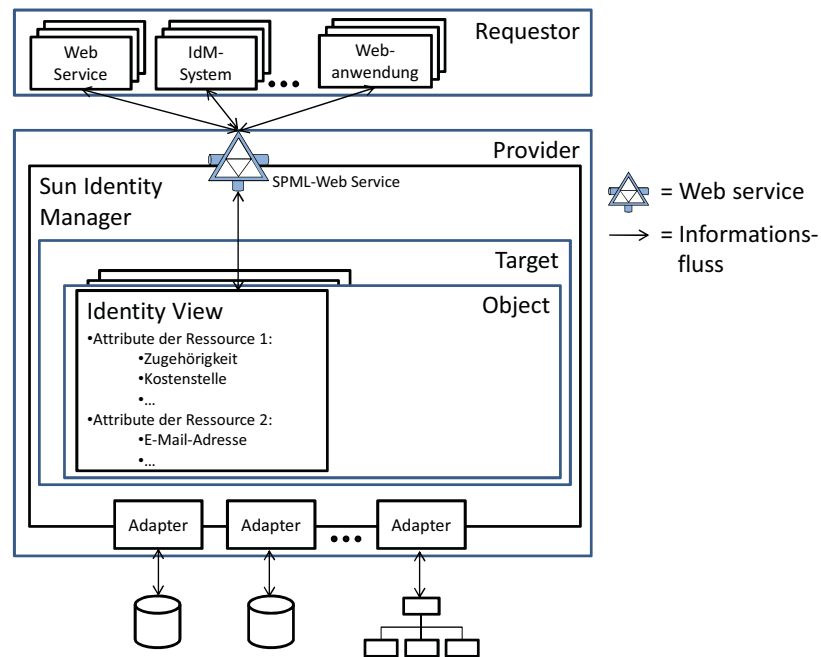 Requestor
Web
Service
IdM-
System
...
Web-
anwendung
Provider
SPML-Web Service
Sun Identity
Manager
= Web service
= Informations-
fluss
Target
Object
Identity View
•Attribute der Ressource 1:
•Zugehörigkeit
•Kostenstelle
•...
•Attribute der Ressource 2:
•E-Mail-Adresse
•...
Adapter
Adapter
...
Adapter